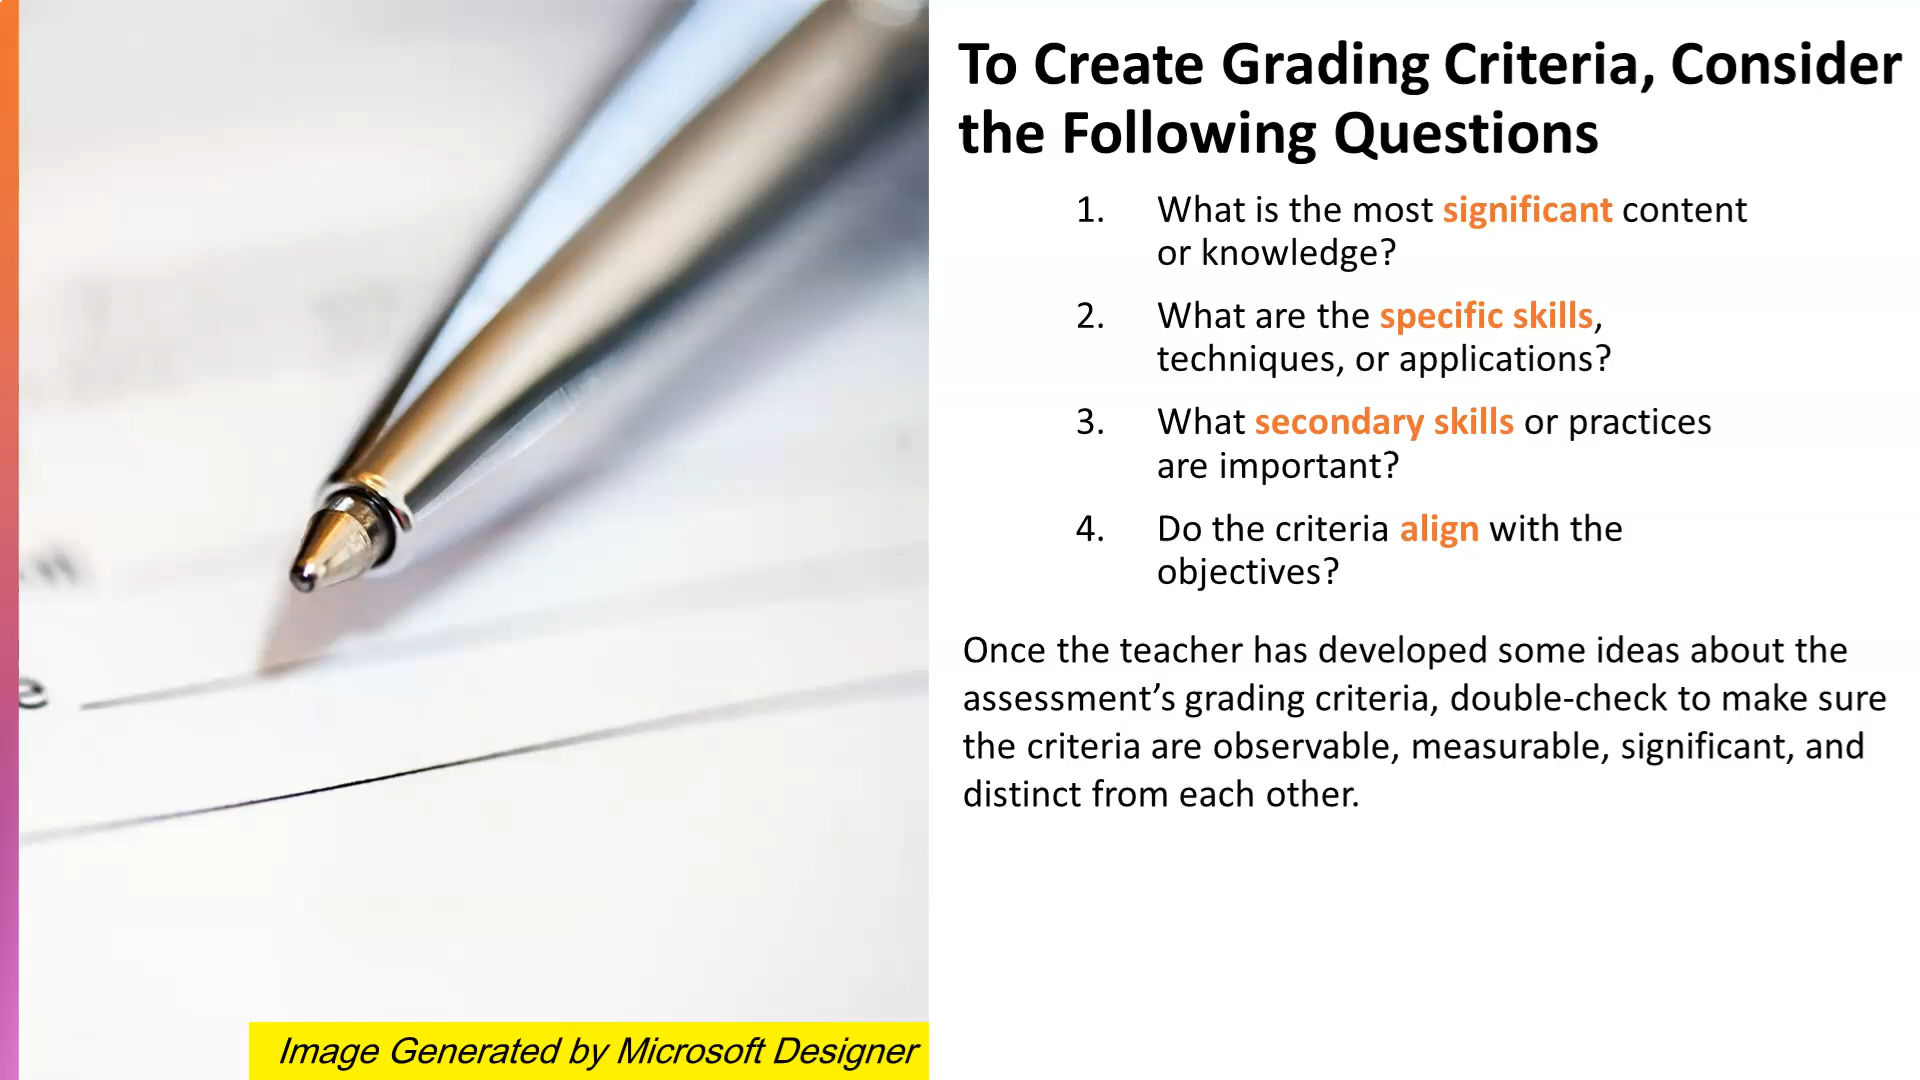 To Create Grading Criteria, Consider
the Following Questions
1. What is the most significant content
or knowledge?
2. What are the specific skills,
techniques, or applications?
3. What secondary skills or practices
are important?
4. Do the criteria align with the
objectives?
Once the teacher has developed some ideas about the
assessment’s grading criteria, double-check to make sure
the criteria are observable, measurable, significant, and
distinct from each other.
Image Generated by Microsoft Designer